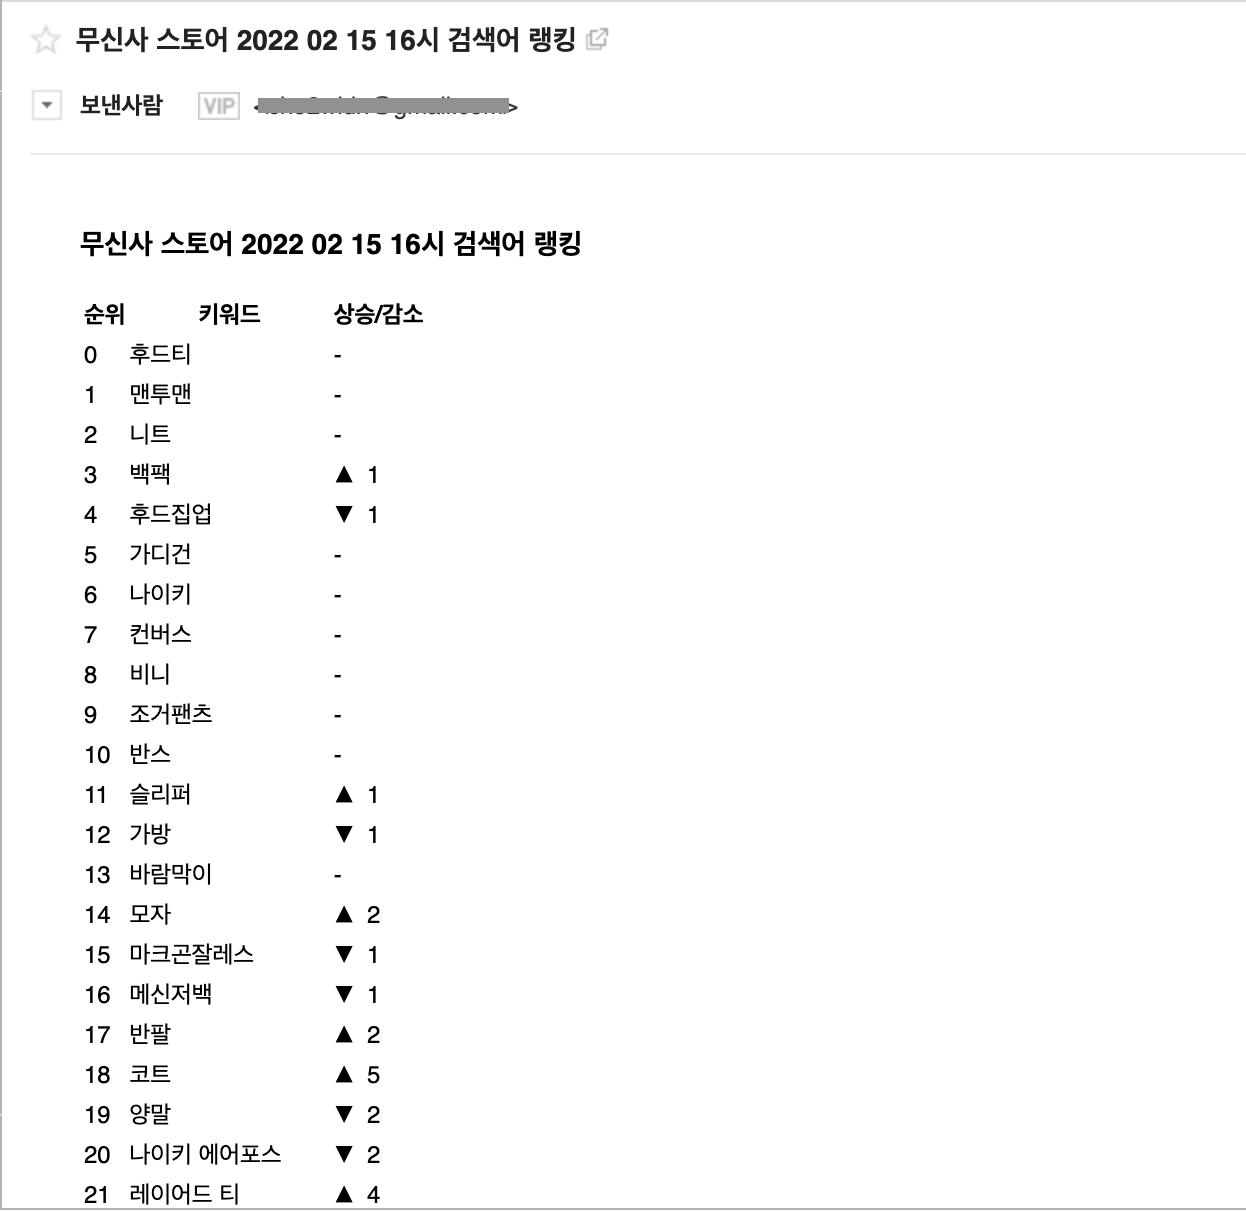 무신사 스토어 2022 02 15 16시 검색어 랭킹
보낸사람 VIP
무신사 스토어 2022 02 15 16시 검색어 랭킹
순위 키워드 상승/감소
0 후드티 -
1 맨투맨 -
2 니트 -
3 백팩 ▲ 1
4 후드집업 ▼ 1
5 가디건 -
6 나이키 -
7 컨버스 -
8 비니 -
9 조거팬츠 -
10 반스 -
11 슬리퍼 ▲ 1
12 가방 ▼ 1
13 바람막이 -
14 모자 ▲ 2
15 마크곤잘레스 ▼ 1
16 메신저백 ▼ 1
17 반팔 ▲ 2
18 코트 ▲ 5
19 양말 ▼ 2
20 나이키 에어포스 ▼ 2
21 레이어드 티 ▲ 4